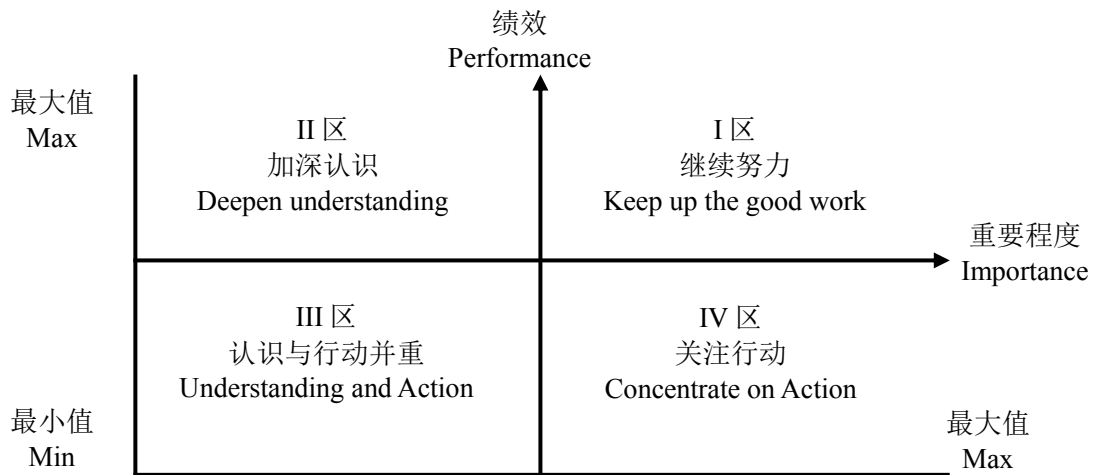 绩效
Performance
最大值
Max
II 区
加深认识
Deepen understanding
I 区
继续努力
Keep up the good work
重要程度
Importance
III 区
认识与行动并重
Understanding and Action
IV 区
关注行动
Concentrate on Action
最小值
Min
最大值
Max